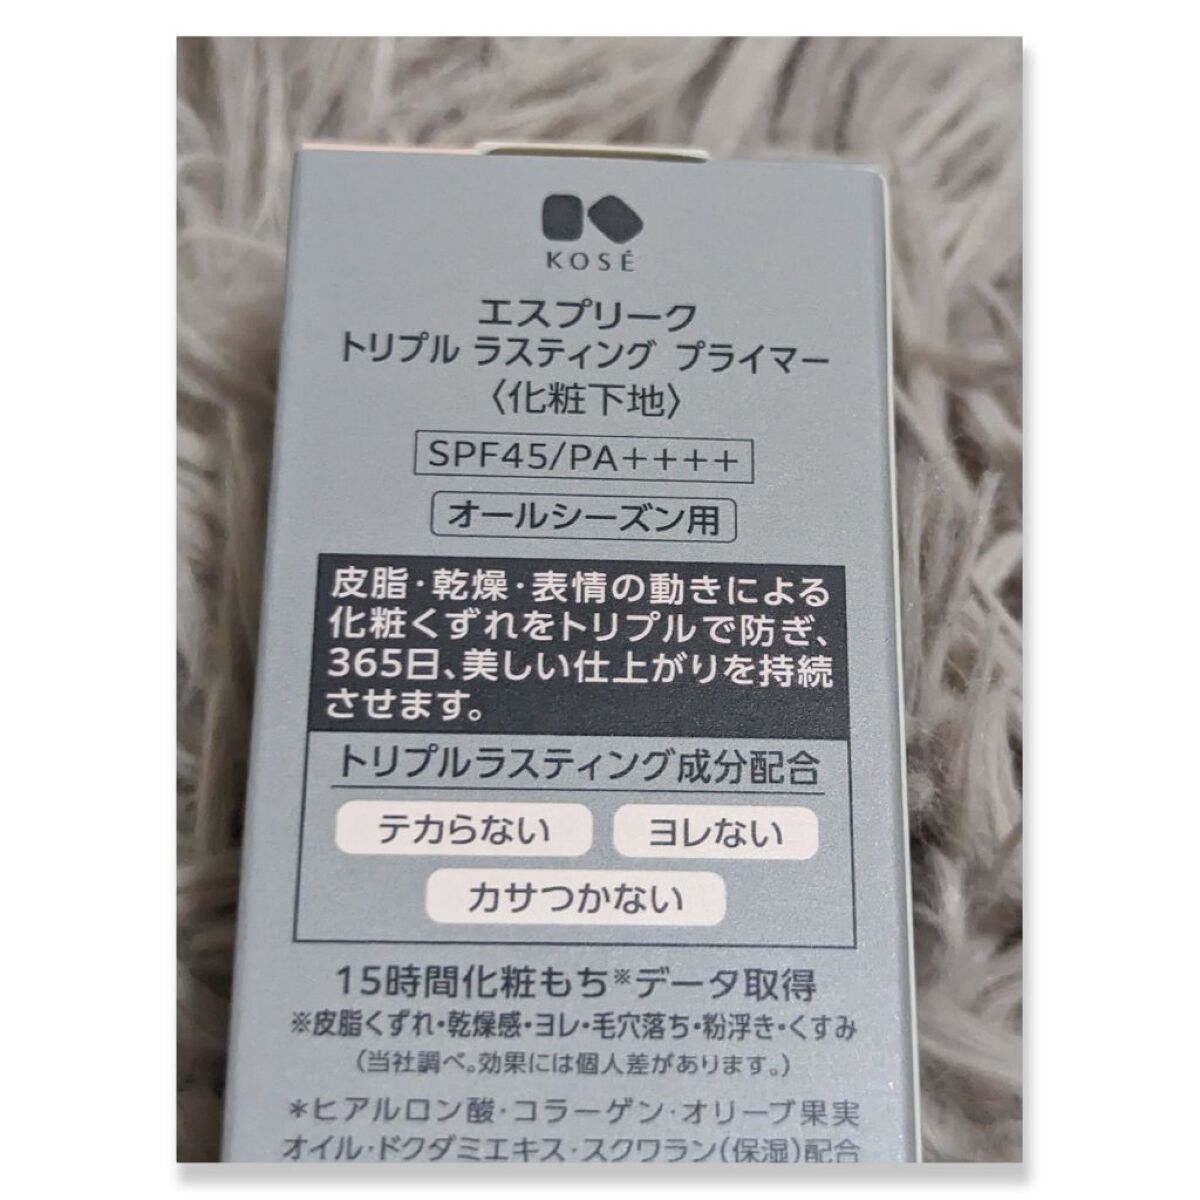 KOSÉ
エスプリーク
トリプル ラスティング プライマー
〈化粧下地〉
SPF45/PA++++
オールシーズン用
皮脂・乾燥・表情の動きによる
化粧くずれをトリプルで防ぎ、
365日、美しい仕上がりを持続
させます。
トリプルラスティング成分配合
テカらない ヨレない
カサつかない
15時間化粧もち※データ取得
※皮脂くずれ・乾燥感・ヨレ・毛穴落ち・粉浮き・くすみ
（当社調べ。効果には個人差があります。）
*ヒアルロン酸・コラーゲン・オリーブ果実
オイル・ドクダミエキス・スクワラン（保湿）配合